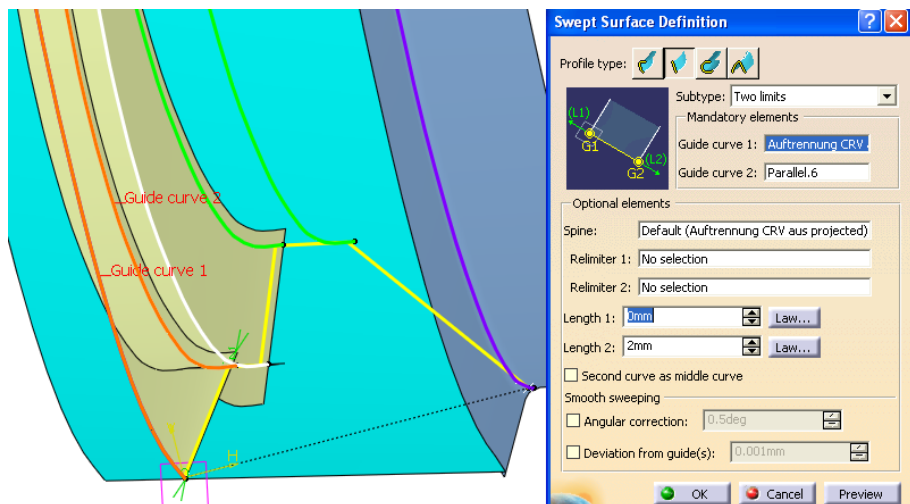 Guide curve 2
Guide curve 1
H
Swept Surface Definition
Profile type:
Subtype: Two limits
Mandatory elements
(L1)
G1
(L2)
G2
Guide curve 1: Auftrennung CRV
Guide curve 2: Parallel.6
Optional elements
Spine: Default (Auftrennung CRV aus projected)
Relimiter 1: No selection
Relimiter 2: No selection
Length 1: 0mm Law...
Length 2: 2mm Law...
Second curve as middle curve
Smooth sweeping
Angular correction: 0.5deg
Deviation from guide(s): 0.001mm
OK Cancel Preview